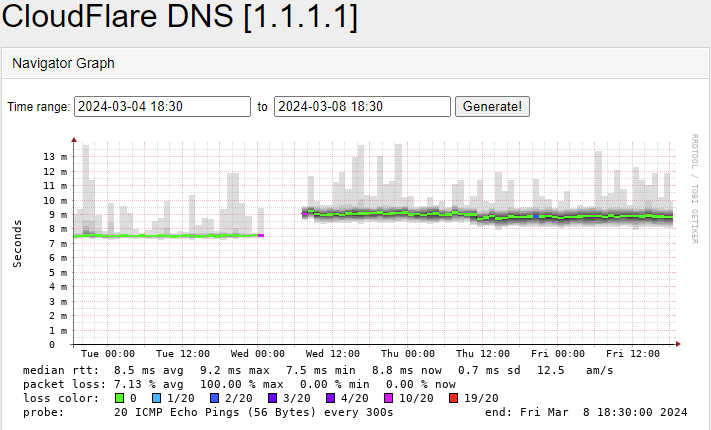 CloudFlare DNS [1.1.1.1]
Navigator Graph
Time range: 2024-03-04 18:30 to 2024-03-08 18:30 Generate!
RRDTOOL / TOBI OETIKER
Seconds
13 m
12 m
11 m
10 m
9 m
8 m
7 m
6 m
5 m
4 m
3 m
2 m
1 m
0
Tue 00:00 Tue 12:00 Wed 00:00 Wed 12:00 Thu 00:00 Thu 12:00 Fri 00:00 Fri 12:00
median rtt: 8.5 ms avg 9.2 ms max 7.5 ms min 8.8 ms now 0.7 ms sd 12.5 am/s
packet loss: 7.13 % avg 100.00 % max 0.00 % min 0.00 % now
loss color: 0 1/20 2/20 3/20 4/20 10/20 19/20
probe: 20 ICMP Echo Pings (56 Bytes) every 300s end: Fri Mar 8 18:30:00 2024